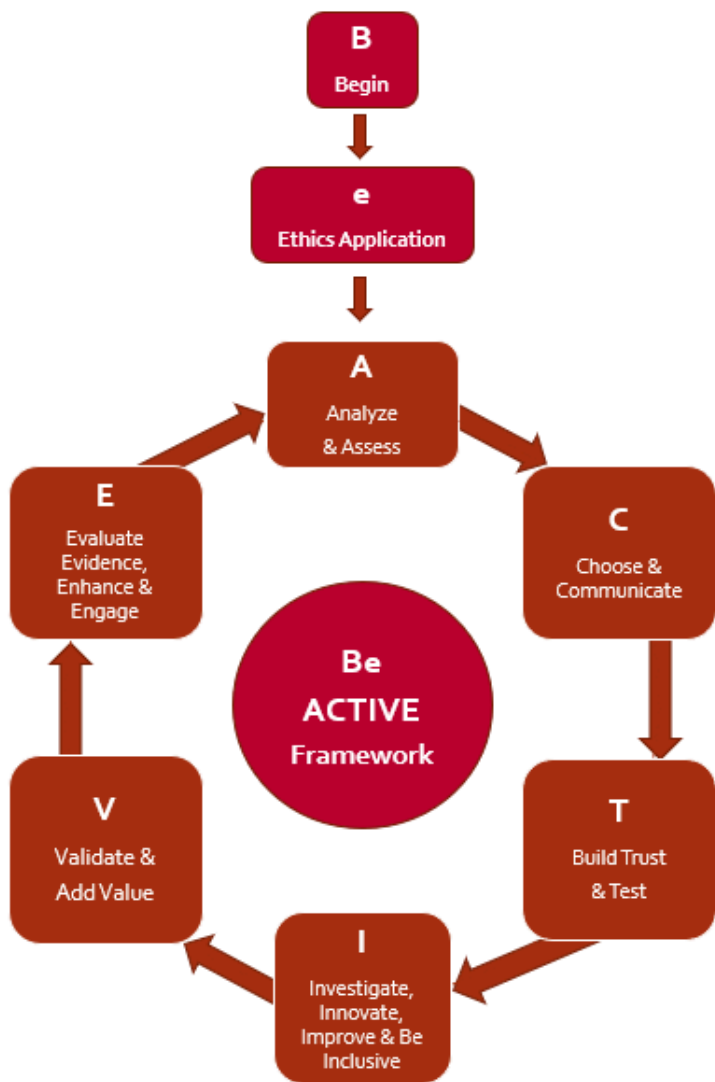 B
Begin
e
Ethics Application
A
Analyze
& Assess
C
Choose &
Communicate
T
Build Trust
& Test
I
Investigate,
Innovate,
Improve & Be
Inclusive
V
Validate &
Add Value
E
Evaluate
Evidence,
Enhance &
Engage
Be
ACTIVE
Framework